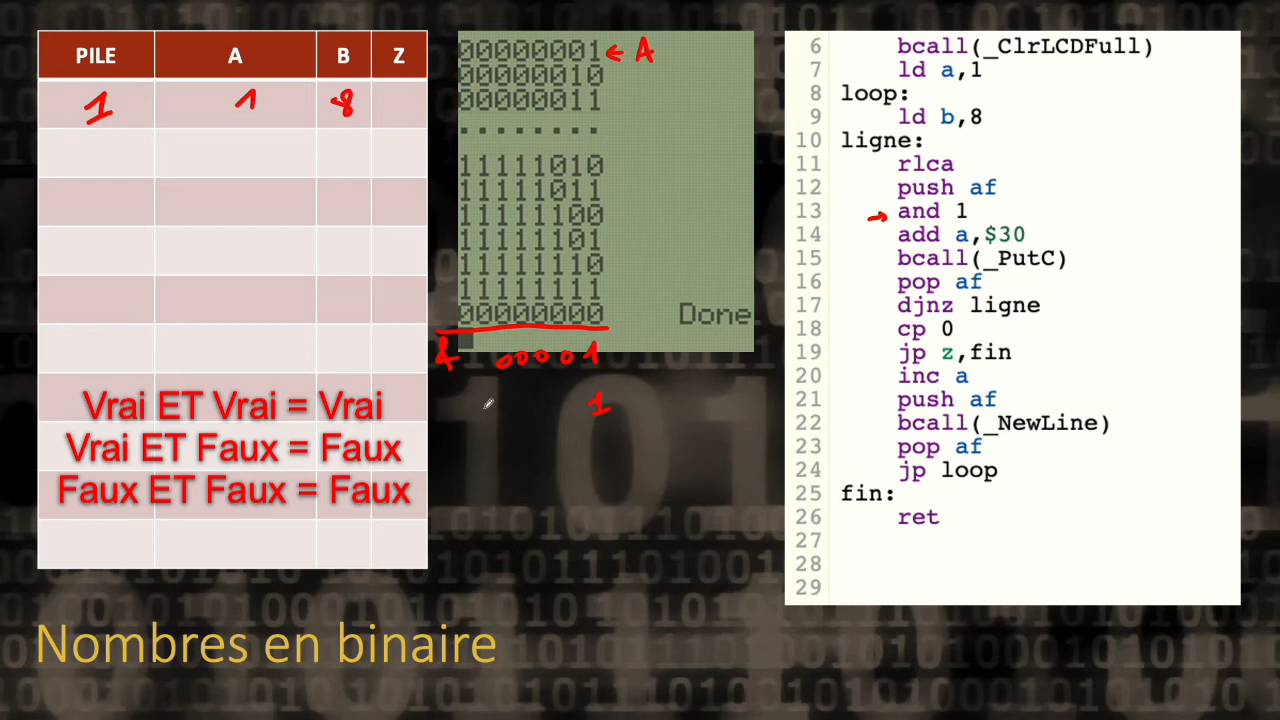 PILE A B Z
1 1 8
00000001 ← A
00000010
00000011
........
11111010
11111011
11111100
11111101
11111110
11111111
00000000 Done
& 00001
1
Vrai ET Vrai = Vrai
Vrai ET Faux = Faux
Faux ET Faux = Faux
6 bcall(_ClrLCDFull)
7 ld a,1
8 loop:
9 ld b,8
10 ligne:
11 rlca
12 push af
13 → and 1
14 add a,$30
15 bcall(_PutC)
16 pop af
17 djnz ligne
18 cp 0
19 jp z,fin
20 inc a
21 push af
22 bcall(_NewLine)
23 pop af
24 jp loop
25 fin:
26 ret
27
28
29
Nombres en binaire